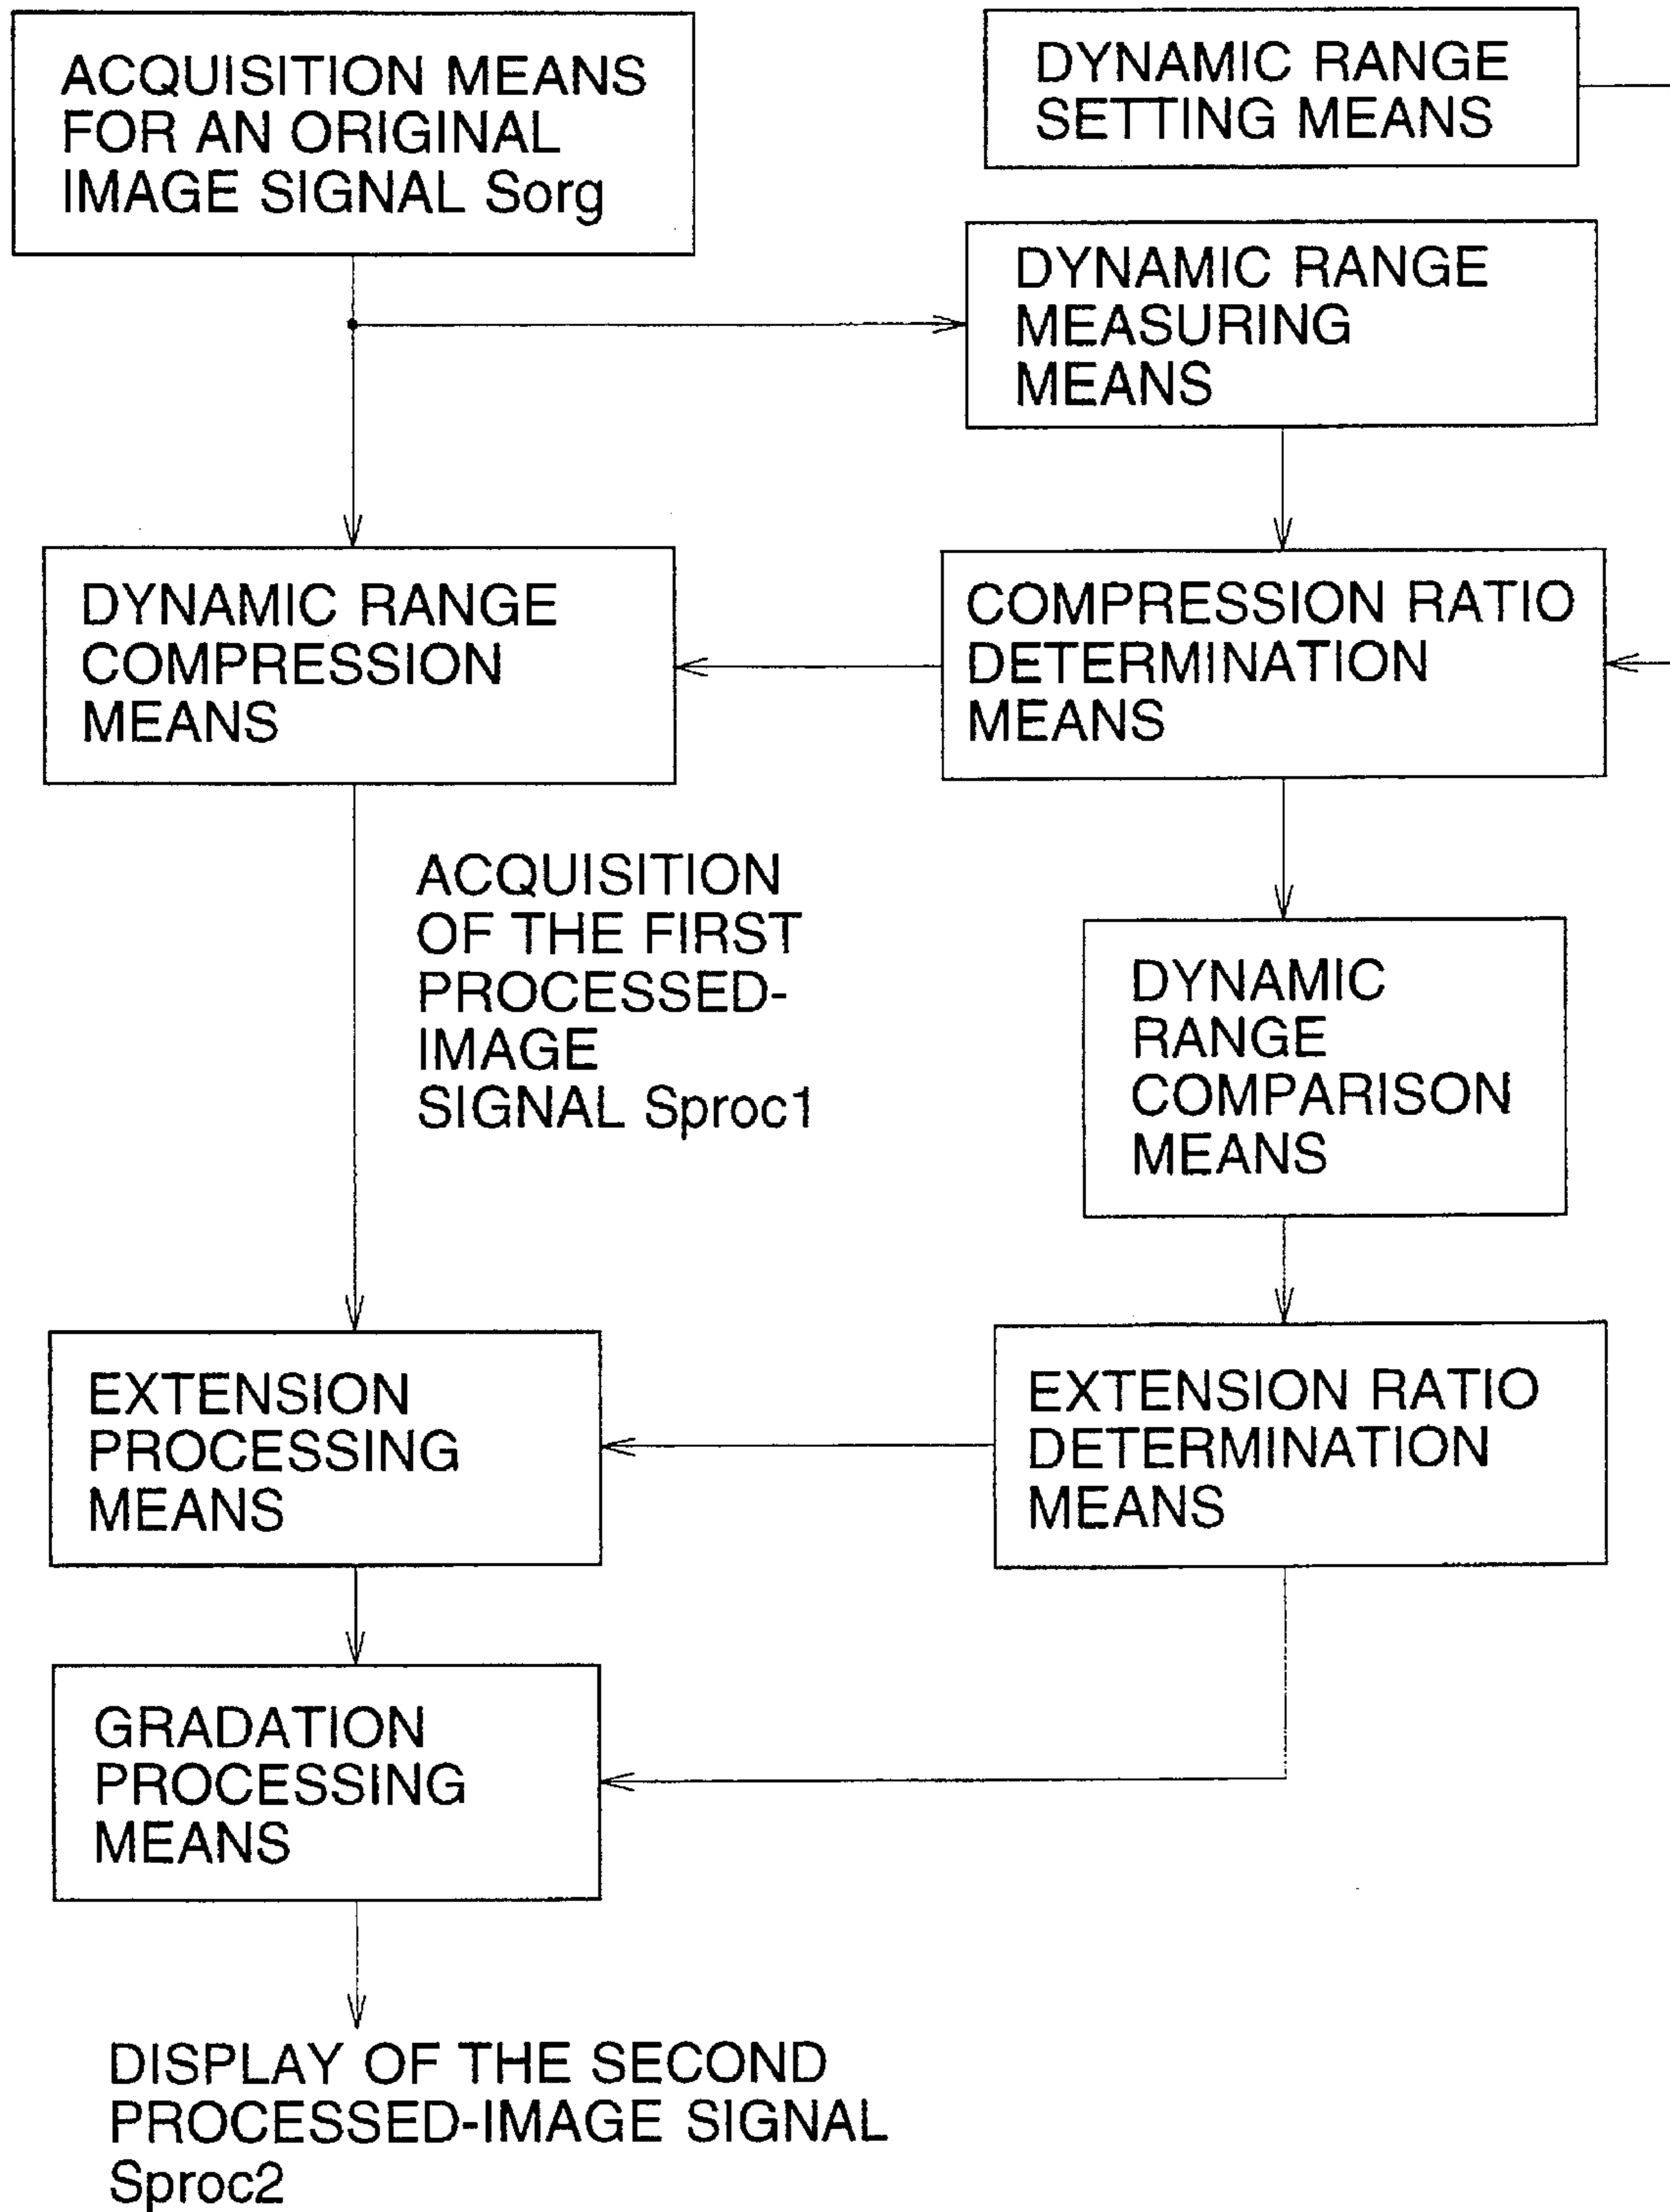 ACQUISITION MEANS
FOR AN ORIGINAL
IMAGE SIGNAL Sorg
DYNAMIC RANGE
SETTING MEANS
DYNAMIC RANGE
MEASURING
MEANS
DYNAMIC RANGE
COMPRESSION
MEANS
COMPRESSION RATIO
DETERMINATION
MEANS
ACQUISITION
OF THE FIRST
PROCESSED-
IMAGE
SIGNAL Sproc1
DYNAMIC
RANGE
COMPARISON
MEANS
EXTENSION
PROCESSING
MEANS
EXTENSION RATIO
DETERMINATION
MEANS
GRADATION
PROCESSING
MEANS
DISPLAY OF THE SECOND
PROCESSED-IMAGE SIGNAL
Sproc2